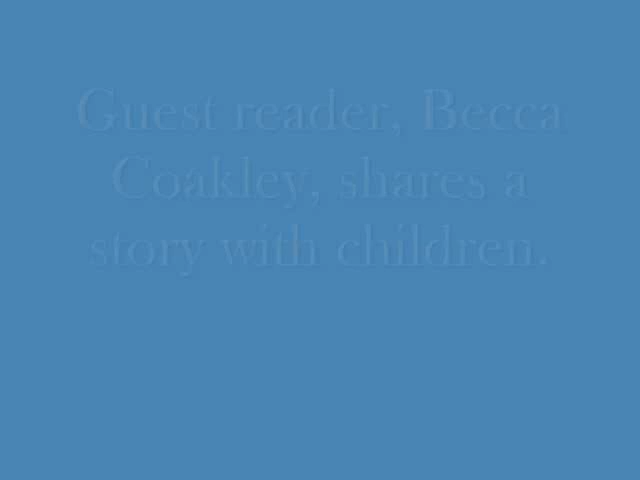 Guest reader, Becca
Coakley, shares a
story with children.